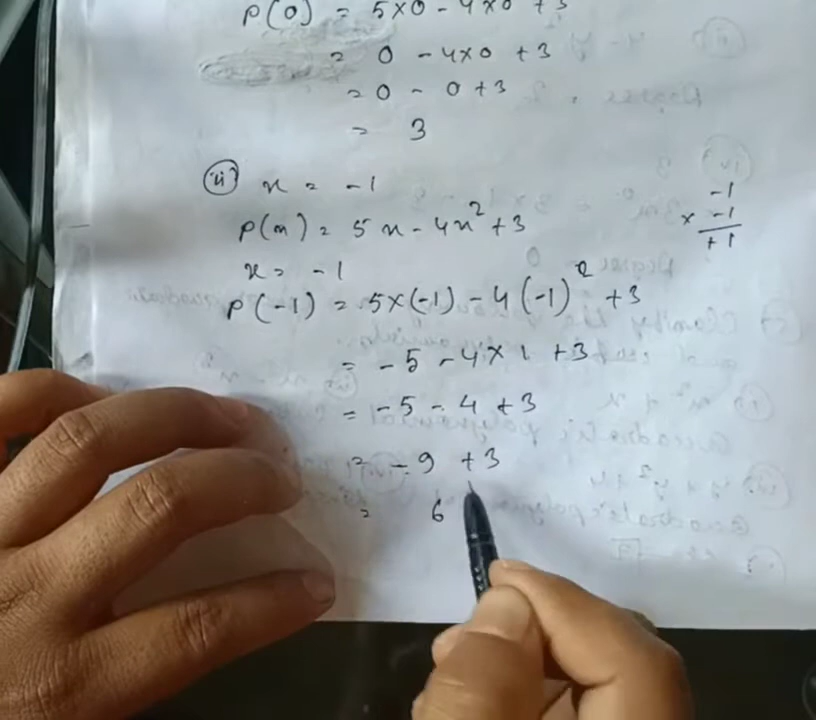 P(0) = 5×0 - 4×0 + 3
= 0 - 4×0 + 3
= 0 - 0 + 3
= 3
(ii) x = -1
P(x) = 5x - 4x² + 3
x = -1
P(-1) = 5×(-1) - 4(-1)² + 3
= -5 - 4×1 + 3
= -5 - 4 + 3
= -9 + 3
= 6
-1
× -1
+1